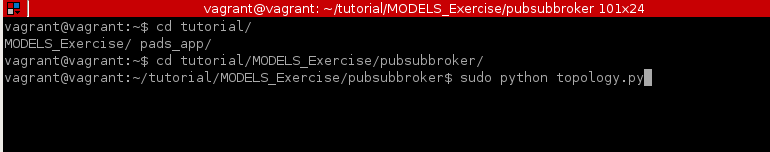 vagrant@vagrant: ~/tutorial/MODELS_Exercise/pubsubbroker 101x24
vagrant@vagrant:~$ cd tutorial/
MODELS_Exercise/ pads_app/
vagrant@vagrant:~$ cd tutorial/MODELS_Exercise/pubsubbroker/
vagrant@vagrant:~/tutorial/MODELS_Exercise/pubsubbroker$ sudo python topology.py